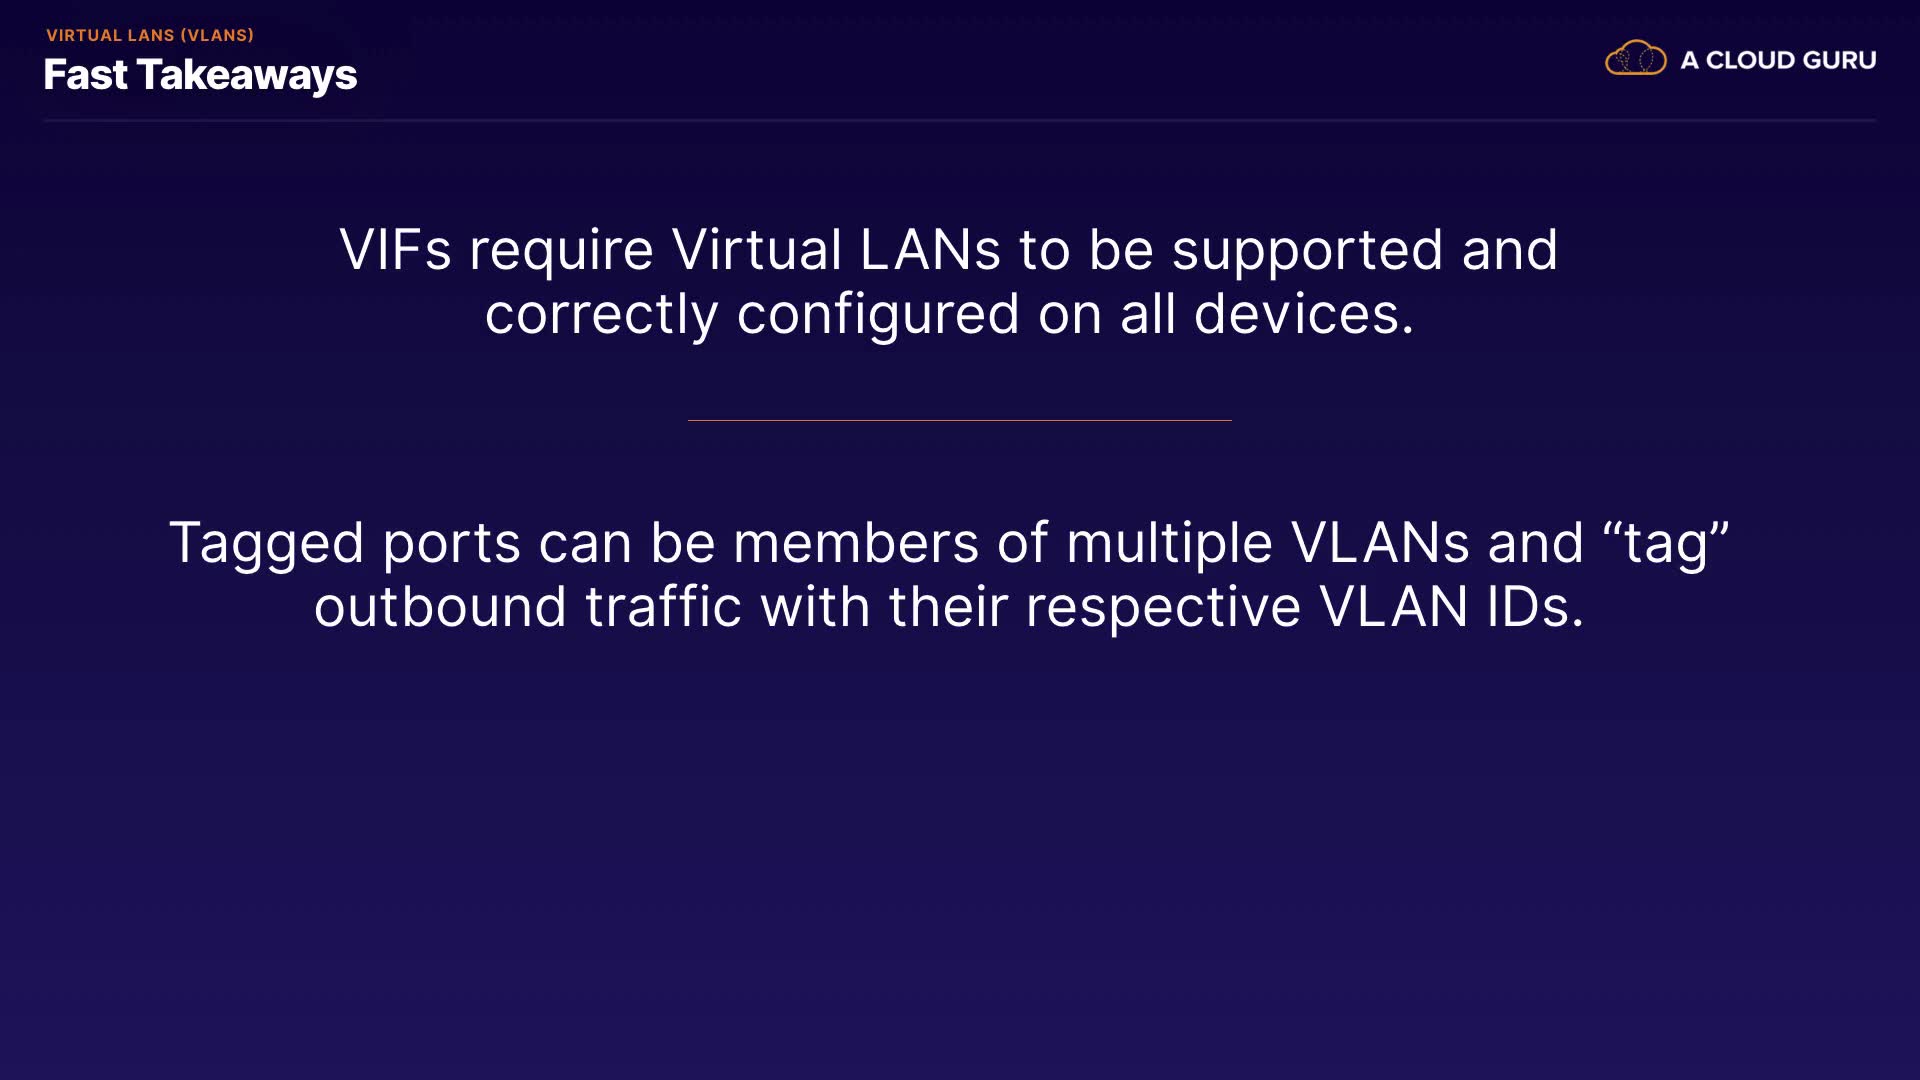 VIRTUAL LANS (VLANS)
Fast Takeaways
A CLOUD GURU
VIFs require Virtual LANs to be supported and
correctly configured on all devices.
Tagged ports can be members of multiple VLANs and “tag”
outbound traffic with their respective VLAN IDs.